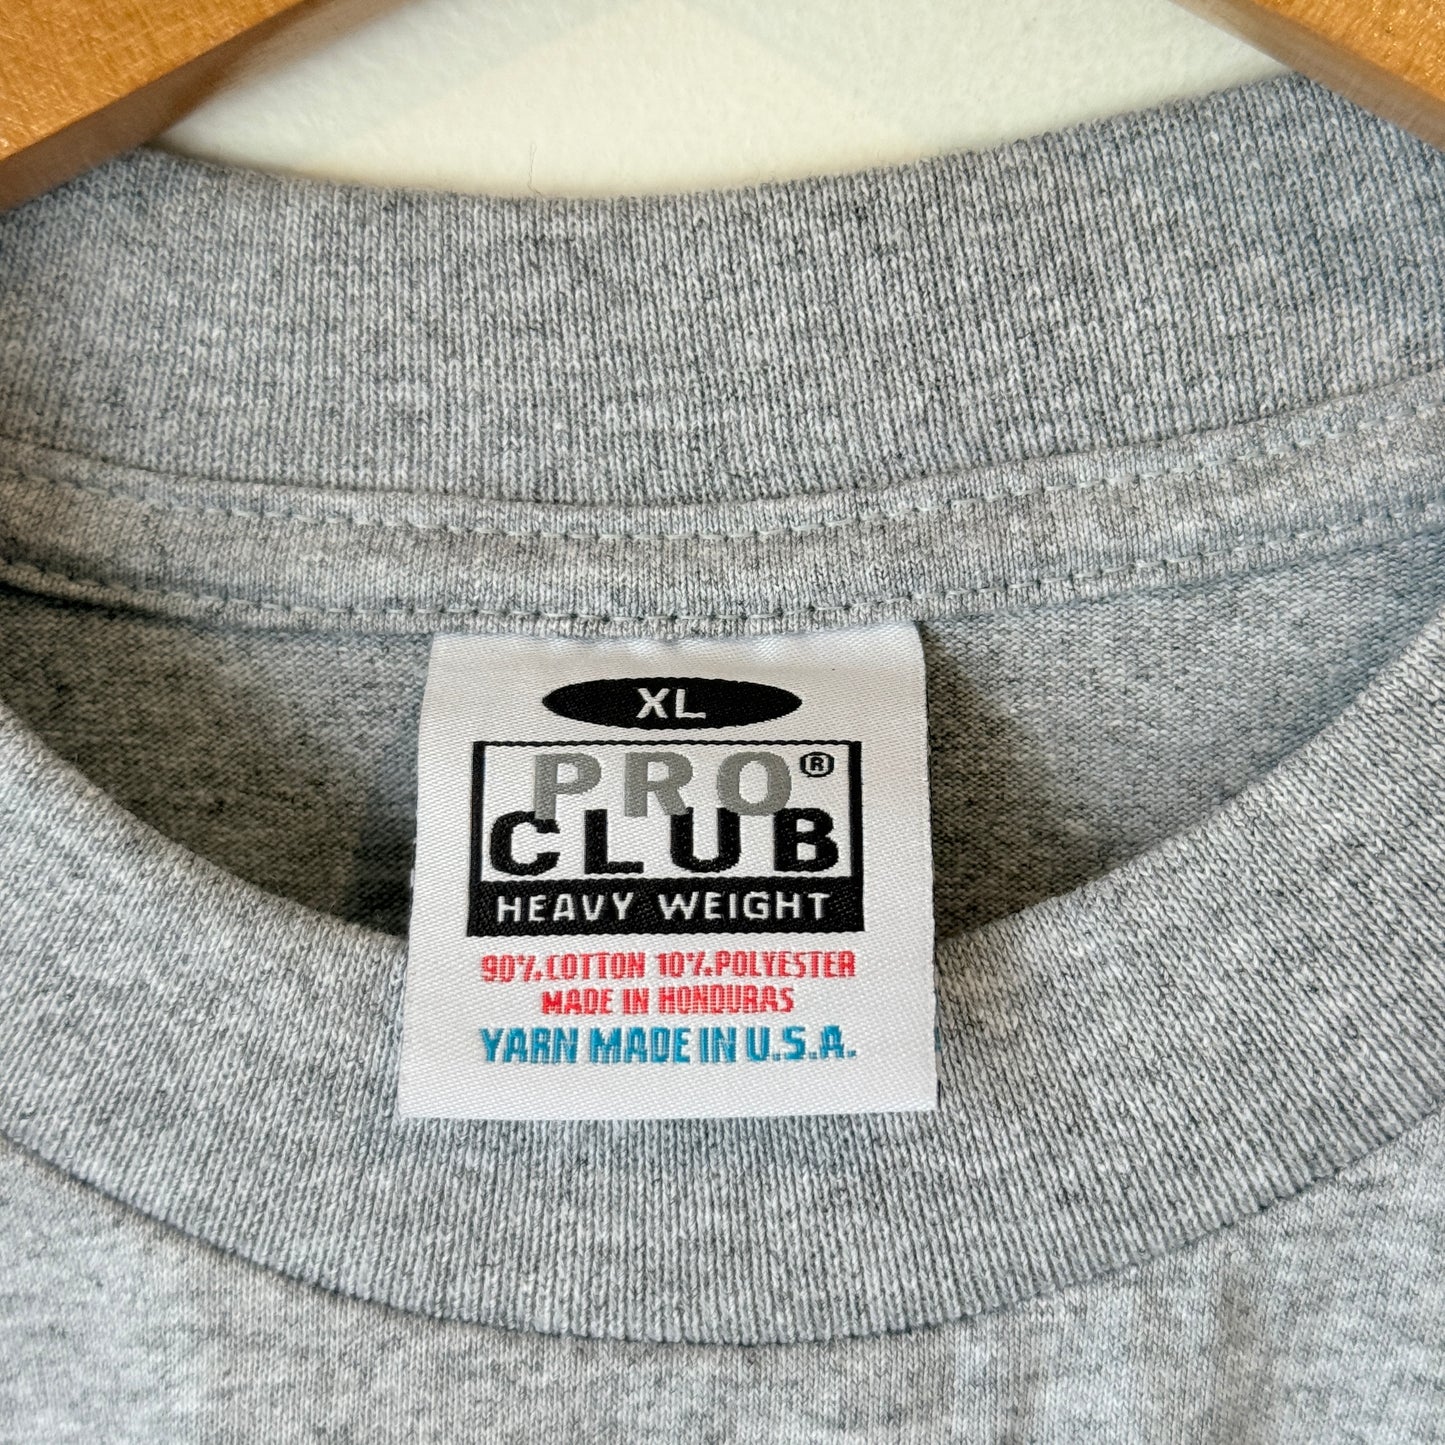 XL
PRO®
CLUB
HEAVY WEIGHT
90% COTTON 10% POLYESTER
MADE IN HONDURAS
YARN MADE IN U.S.A.